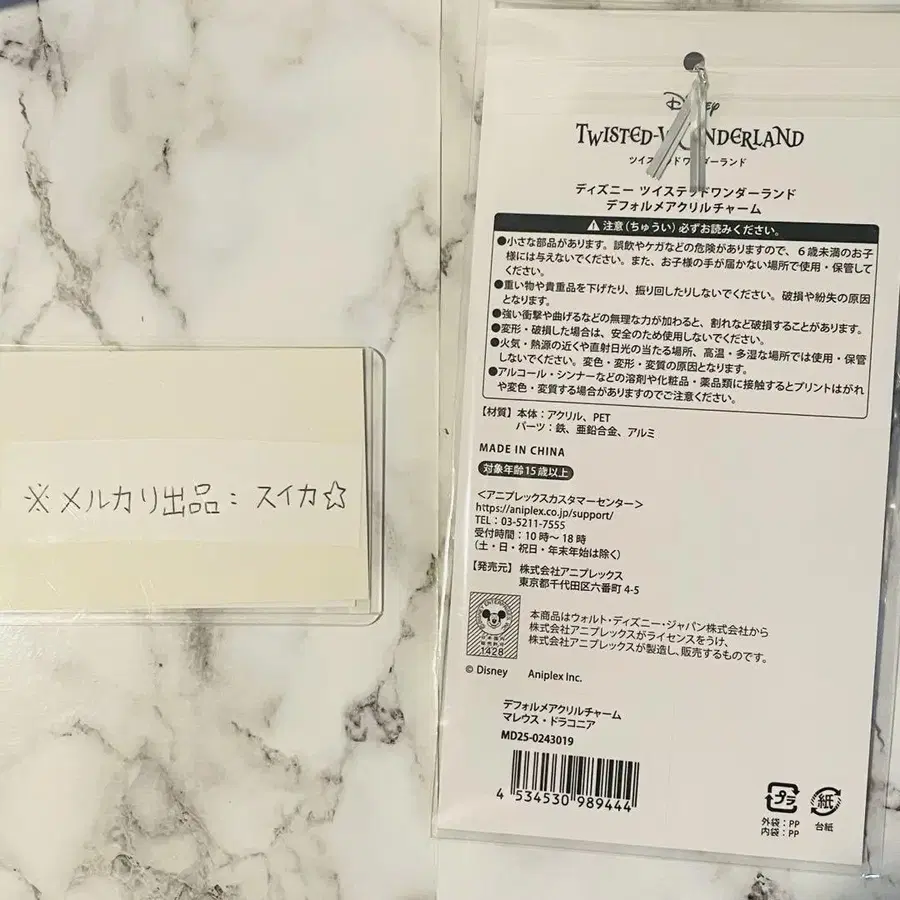 ※メルカリ出品：スイカ☆
Disney
TWISTED-WONDERLAND
ツイステッドワンダーランド
ディズニー ツイステッドワンダーランド
デフォルメアクリルチャーム
注意（ちゅうい）必ずお読みください。
●小さな部品があります。誤飲やケガなどの危険がありますので、６歳未満のお子
様には与えないでください。また、お子様の手が届かない場所で使用・保管して
ください。
●重い物や貴重品を下げたり、振り回したりしないでください。破損や紛失の原因
となります。
●強い衝撃や曲げるなどの無理な力が加わると、割れなど破損することがあります。
●変形・破損した場合は、安全のため使用しないでください。
●火気・熱源の近くや直射日光の当たる場所、高温・多湿な場所では使用・保管
しないでください。変色・変形・変質の原因となります。
●アルコール・シンナーなどの溶剤や化粧品・薬品類に接触するとプリントはがれ
や変色・変質する場合がありますのでご注意ください。
【材質】本体：アクリル、PET
パーツ：鉄、亜鉛合金、アルミ
MADE IN CHINA
対象年齢15歳以上
＜アニプレックスカスタマーセンター＞
https://aniplex.co.jp/support/
TEL：03-5211-7555
受付時間：10時〜18時
（土・日・祝日・年末年始は除く）
【発売元】株式会社アニプレックス
東京都千代田区六番町 4-5
1428
本商品はウォルト・ディズニー・ジャパン株式会社から
株式会社アニプレックスがライセンスをうけ、
株式会社アニプレックスが製造し、販売するものです。
© Disney Aniplex Inc.
デフォルメアクリルチャーム
マレウス・ドラコニア
MD25-0243019
4 534530 989444
プラ
外袋：PP
内袋：PP
紙
台紙